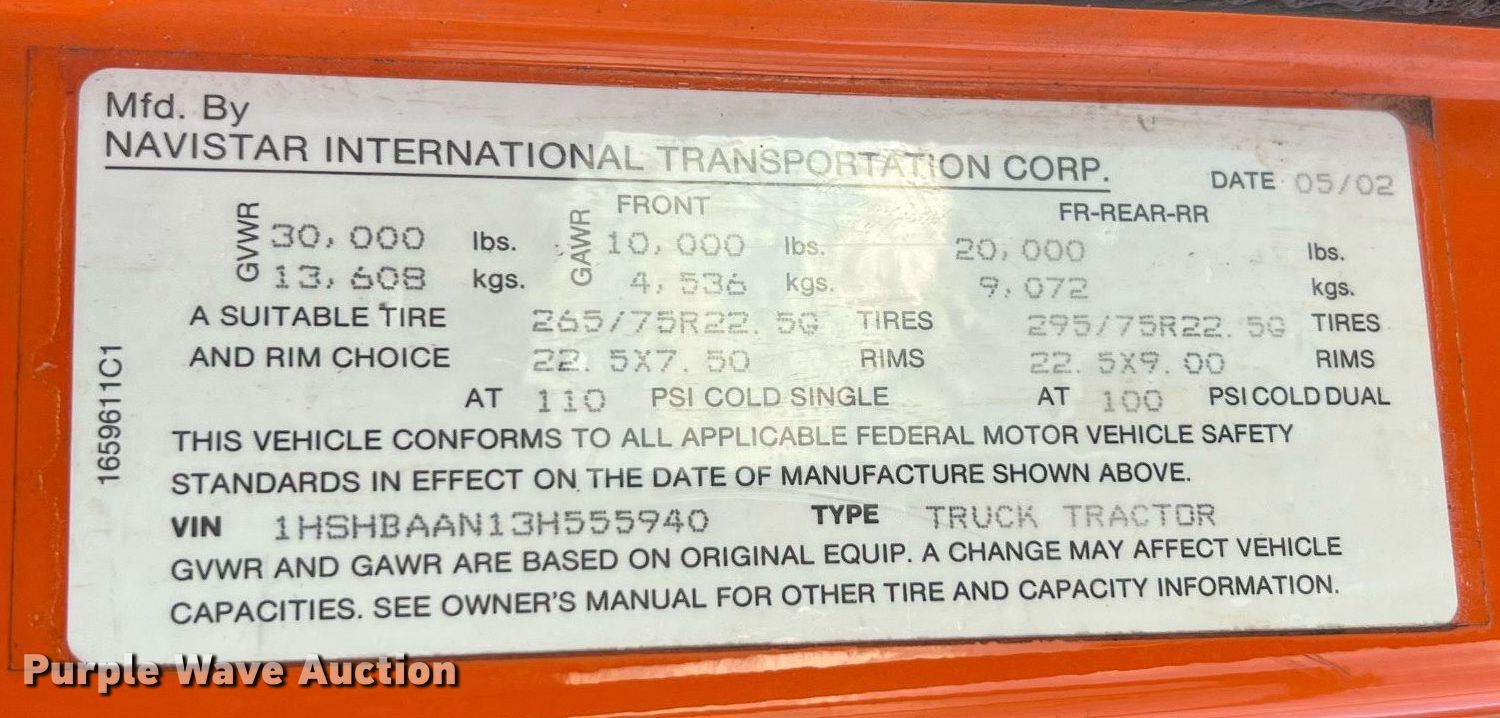 Mfd. By
NAVISTAR INTERNATIONAL TRANSPORTATION CORP.
DATE 05/02
FRONT FR-REAR-RR
GVWR 30,000 lbs. GAWR 10,000 lbs. 20,000 lbs.
13,608 kgs. 4,536 kgs. 9,072 kgs.
A SUITABLE TIRE 265/75R22.5G TIRES 295/75R22.5G TIRES
AND RIM CHOICE 22.5X7.50 RIMS 22.5X9.00 RIMS
AT 110 PSI COLD SINGLE AT 100 PSI COLD DUAL
THIS VEHICLE CONFORMS TO ALL APPLICABLE FEDERAL MOTOR VEHICLE SAFETY
STANDARDS IN EFFECT ON THE DATE OF MANUFACTURE SHOWN ABOVE.
VIN 1HSHBAAN13H555940 TYPE TRUCK TRACTOR
GVWR AND GAWR ARE BASED ON ORIGINAL EQUIP. A CHANGE MAY AFFECT VEHICLE
CAPACITIES. SEE OWNER'S MANUAL FOR OTHER TIRE AND CAPACITY INFORMATION.
1659611C1
Purple Wave Auction